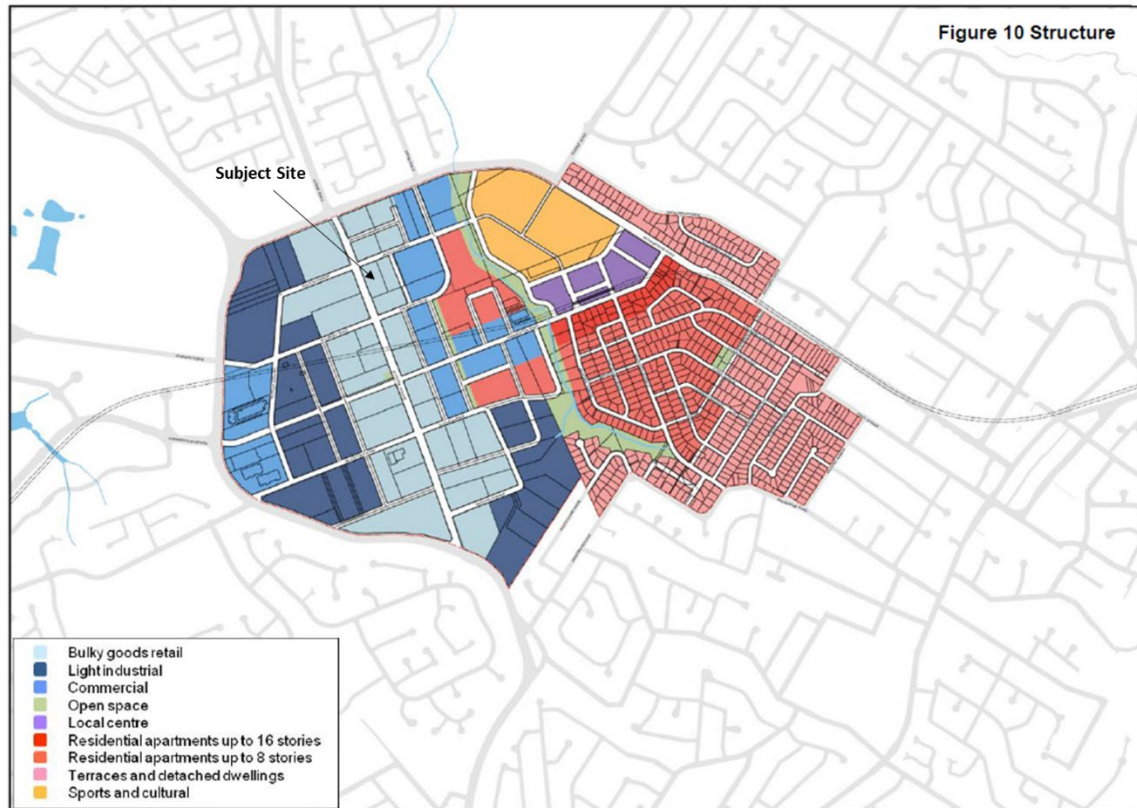 Figure 10 Structure
Subject Site
Bulky goods retail
Light industrial
Commercial
Open space
Local centre
Residential apartments up to 16 stories
Residential apartments up to 8 stories
Terraces and detached dwellings
Sports and cultural